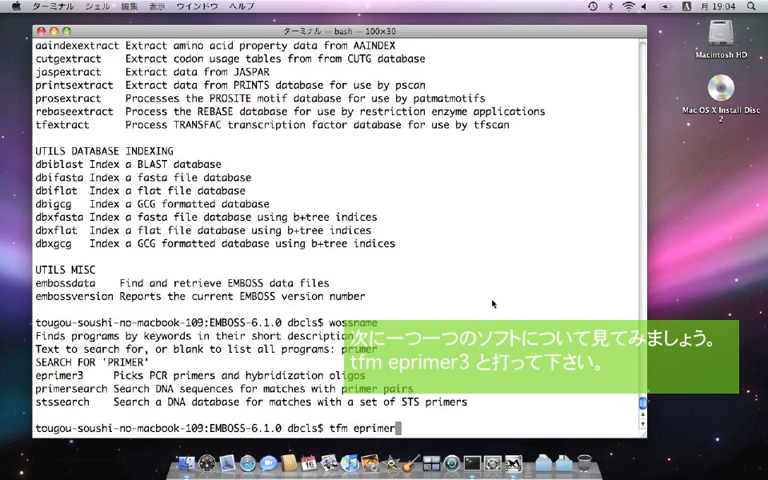 ターミナル シェル 編集 表示 ウインドウ ヘルプ 月 19:04
ターミナル — bash — 100×30
aaindexextract Extract amino acid property data from AAINDEX
cutgextract Extract codon usage tables from from CUTG database
jaspextract Extract data from JASPAR
printsextract Extract data from PRINTS database for use by pscan
prosextract Processes the PROSITE motif database for use by patmatmotifs
rebaseextract Process the REBASE database for use by restriction enzyme applications
tfextract Process TRANSFAC transcription factor database for use by tfscan
UTILS DATABASE INDEXING
dbiblast Index a BLAST database
dbifasta Index a fasta file database
dbiflat Index a flat file database
dbigcg Index a GCG formatted database
dbxfasta Index a fasta file database using b+tree indices
dbxflat Index a flat file database using b+tree indices
dbxgcg Index a GCG formatted database using b+tree indices
UTILS MISC
embossdata Find and retrieve EMBOSS data files
embossversion Reports the current EMBOSS version number
tougou-soushi-no-macbook-109:EMBOSS-6.1.0 dbcls$ wossname
Finds programs by keywords in their short description
Text to search for, or blank to list all programs: primer
SEARCH FOR 'PRIMER'
eprimer3 Picks PCR primers and hybridization oligos
primersearch Search DNA sequences for matches with primer pairs
stssearch Search a DNA database for matches with a set of STS primers
tougou-soushi-no-macbook-109:EMBOSS-6.1.0 dbcls$ tfm eprimer
次に一つ一つのソフトについて見てみましょう。
tfm eprimer3 と打って下さい。
Macintosh HD
Mac OS X Install Disc
2